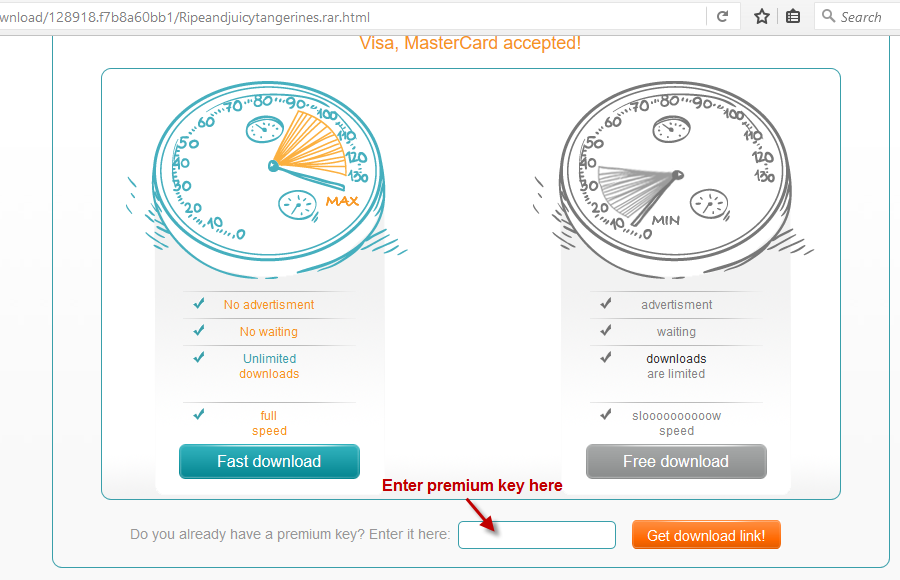 wnload/128918.f7b8a60bb1/Ripeandjuicytangerines.rar.html
Search
Visa, MasterCard accepted!
0 10 20 30 40 50 60 70 80 90 100 110 120 130
MAX
0 10 20 30 40 50 60 70 80 90 100 110 120 130
MIN
No advertisment
No waiting
Unlimited
downloads
full
speed
Fast download
advertisment
waiting
downloads
are limited
sloooooooooow
speed
Free download
Enter premium key here
Do you already have a premium key? Enter it here:
Get download link!